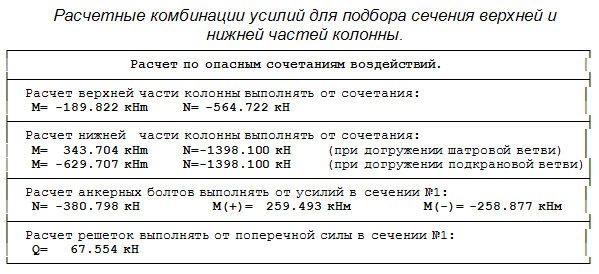 Расчетные комбинации усилий для подбора сечения верхней и
нижней частей колонны.
Расчет по опасным сочетаниям воздействий.
Расчет верхней части колонны выполнять от сочетания:
M= -189.822 кНm N= -564.722 кН
Расчет нижней части колонны выполнять от сочетания:
M= 343.704 кНm N=-1398.100 кН (при догружении шатровой ветви)
M= -629.707 кНm N=-1398.100 кН (при догружении подкрановой ветви)
Расчет анкерных болтов выполнять от усилий в сечении №1:
N= -380.798 кН M(+)= 259.493 кНм M(-)= -258.877 кНм
Расчет решеток выполнять от поперечной силы в сечении №1:
Q= 67.554 кН